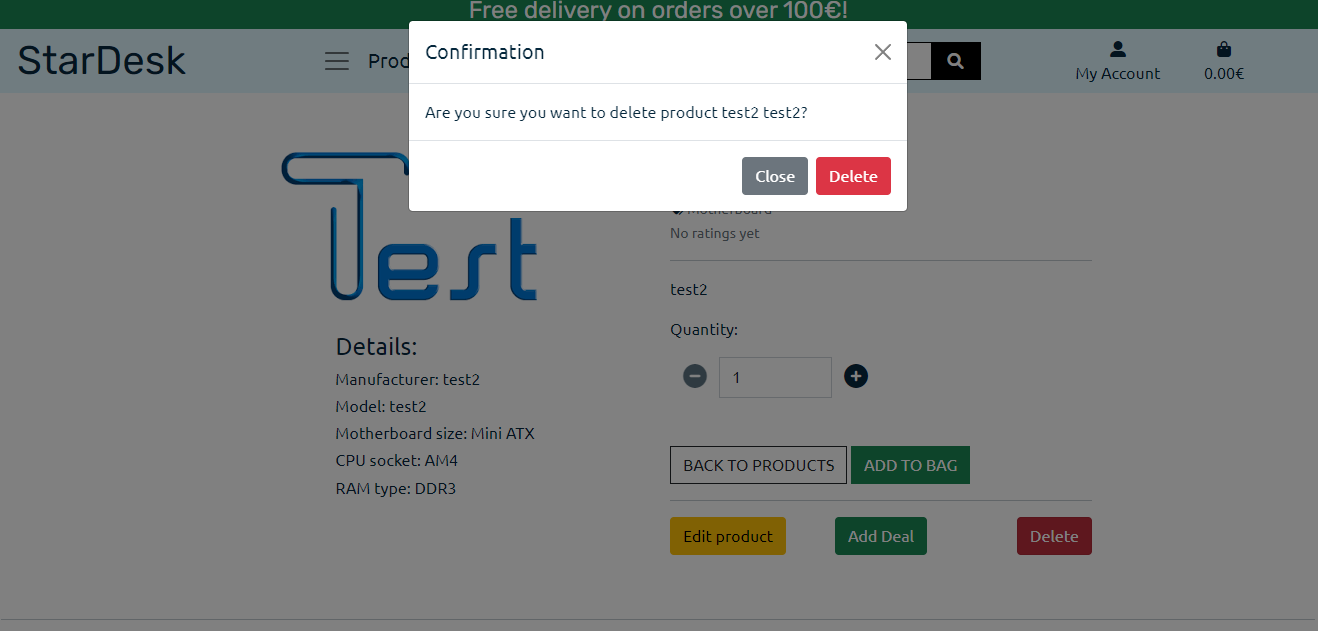 Free delivery on orders over 100€!
StarDesk
Prod
My Account
0.00€
Confirmation
Are you sure you want to delete product test2 test2?
Close Delete
Test
Motherboard
No ratings yet
test2
Quantity:
1
Details:
Manufacturer: test2
Model: test2
Motherboard size: Mini ATX
CPU socket: AM4
RAM type: DDR3
BACK TO PRODUCTS ADD TO BAG
Edit product Add Deal Delete